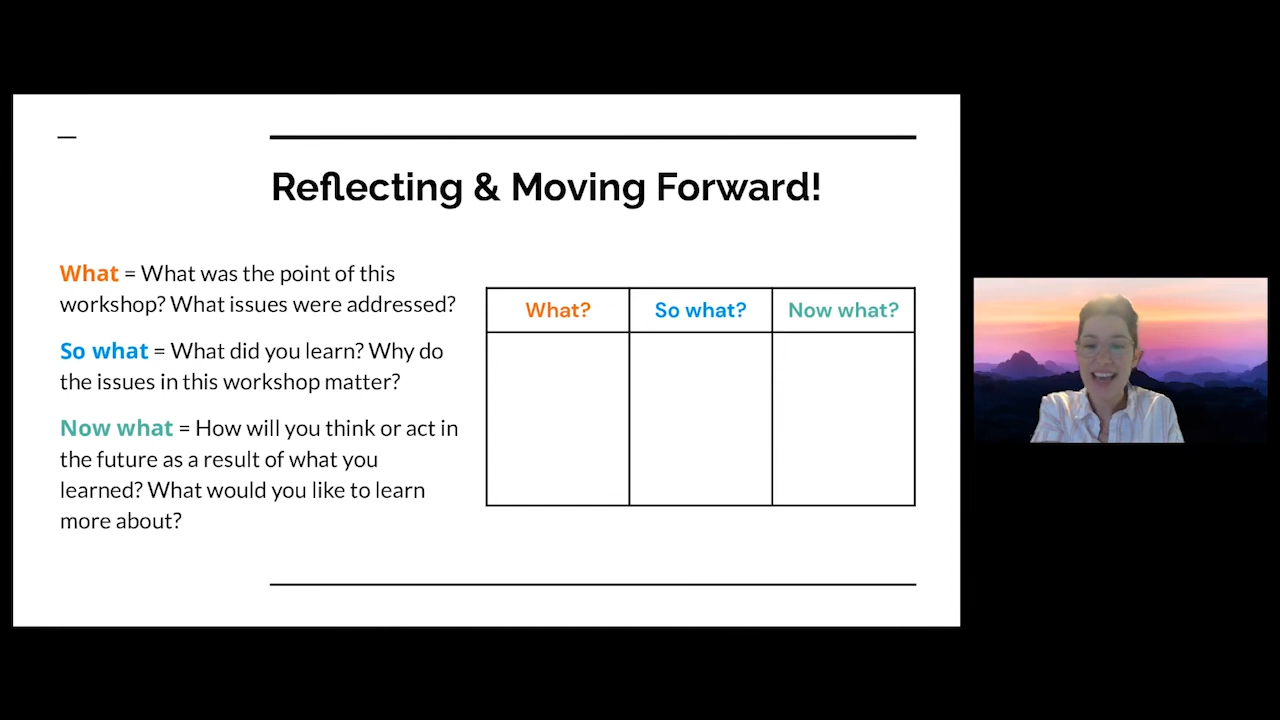 Reflecting & Moving Forward!
What = What was the point of this
workshop? What issues were addressed?
So what = What did you learn? Why do
the issues in this workshop matter?
Now what = How will you think or act in
the future as a result of what you
learned? What would you like to learn
more about?
What? So what? Now what?